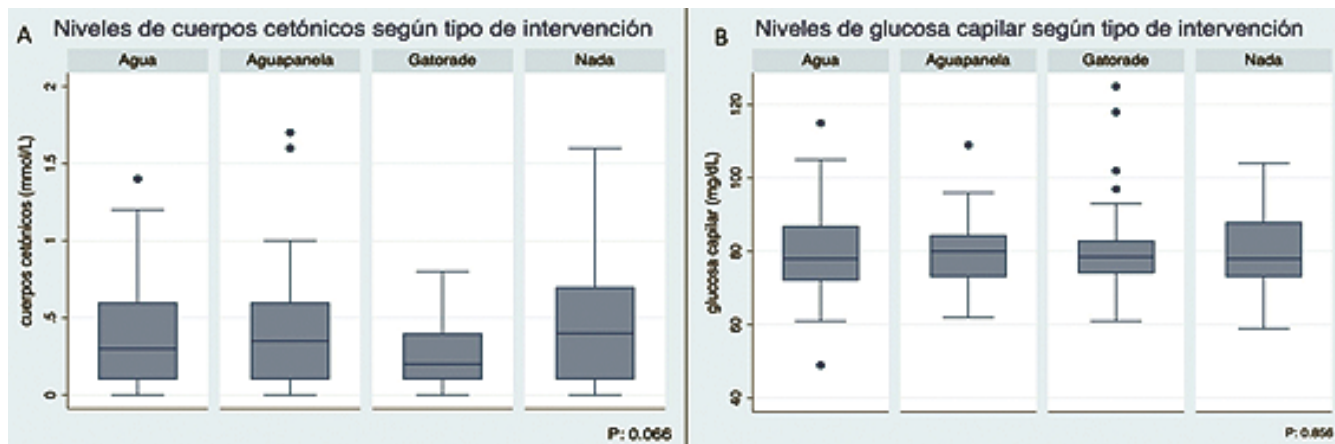 A Niveles de cuerpos cetónicos según tipo de intervención
Agua Aguapanela Gatorade Nada
cuerpos cetónicos (mmol/L)
2
1.5
1
.5
0
P: 0.066
B Niveles de glucosa capilar según tipo de intervención
Agua Aguapanela Gatorade Nada
glucosa capilar (mg/dL)
120
100
80
60
40
P: 0.856